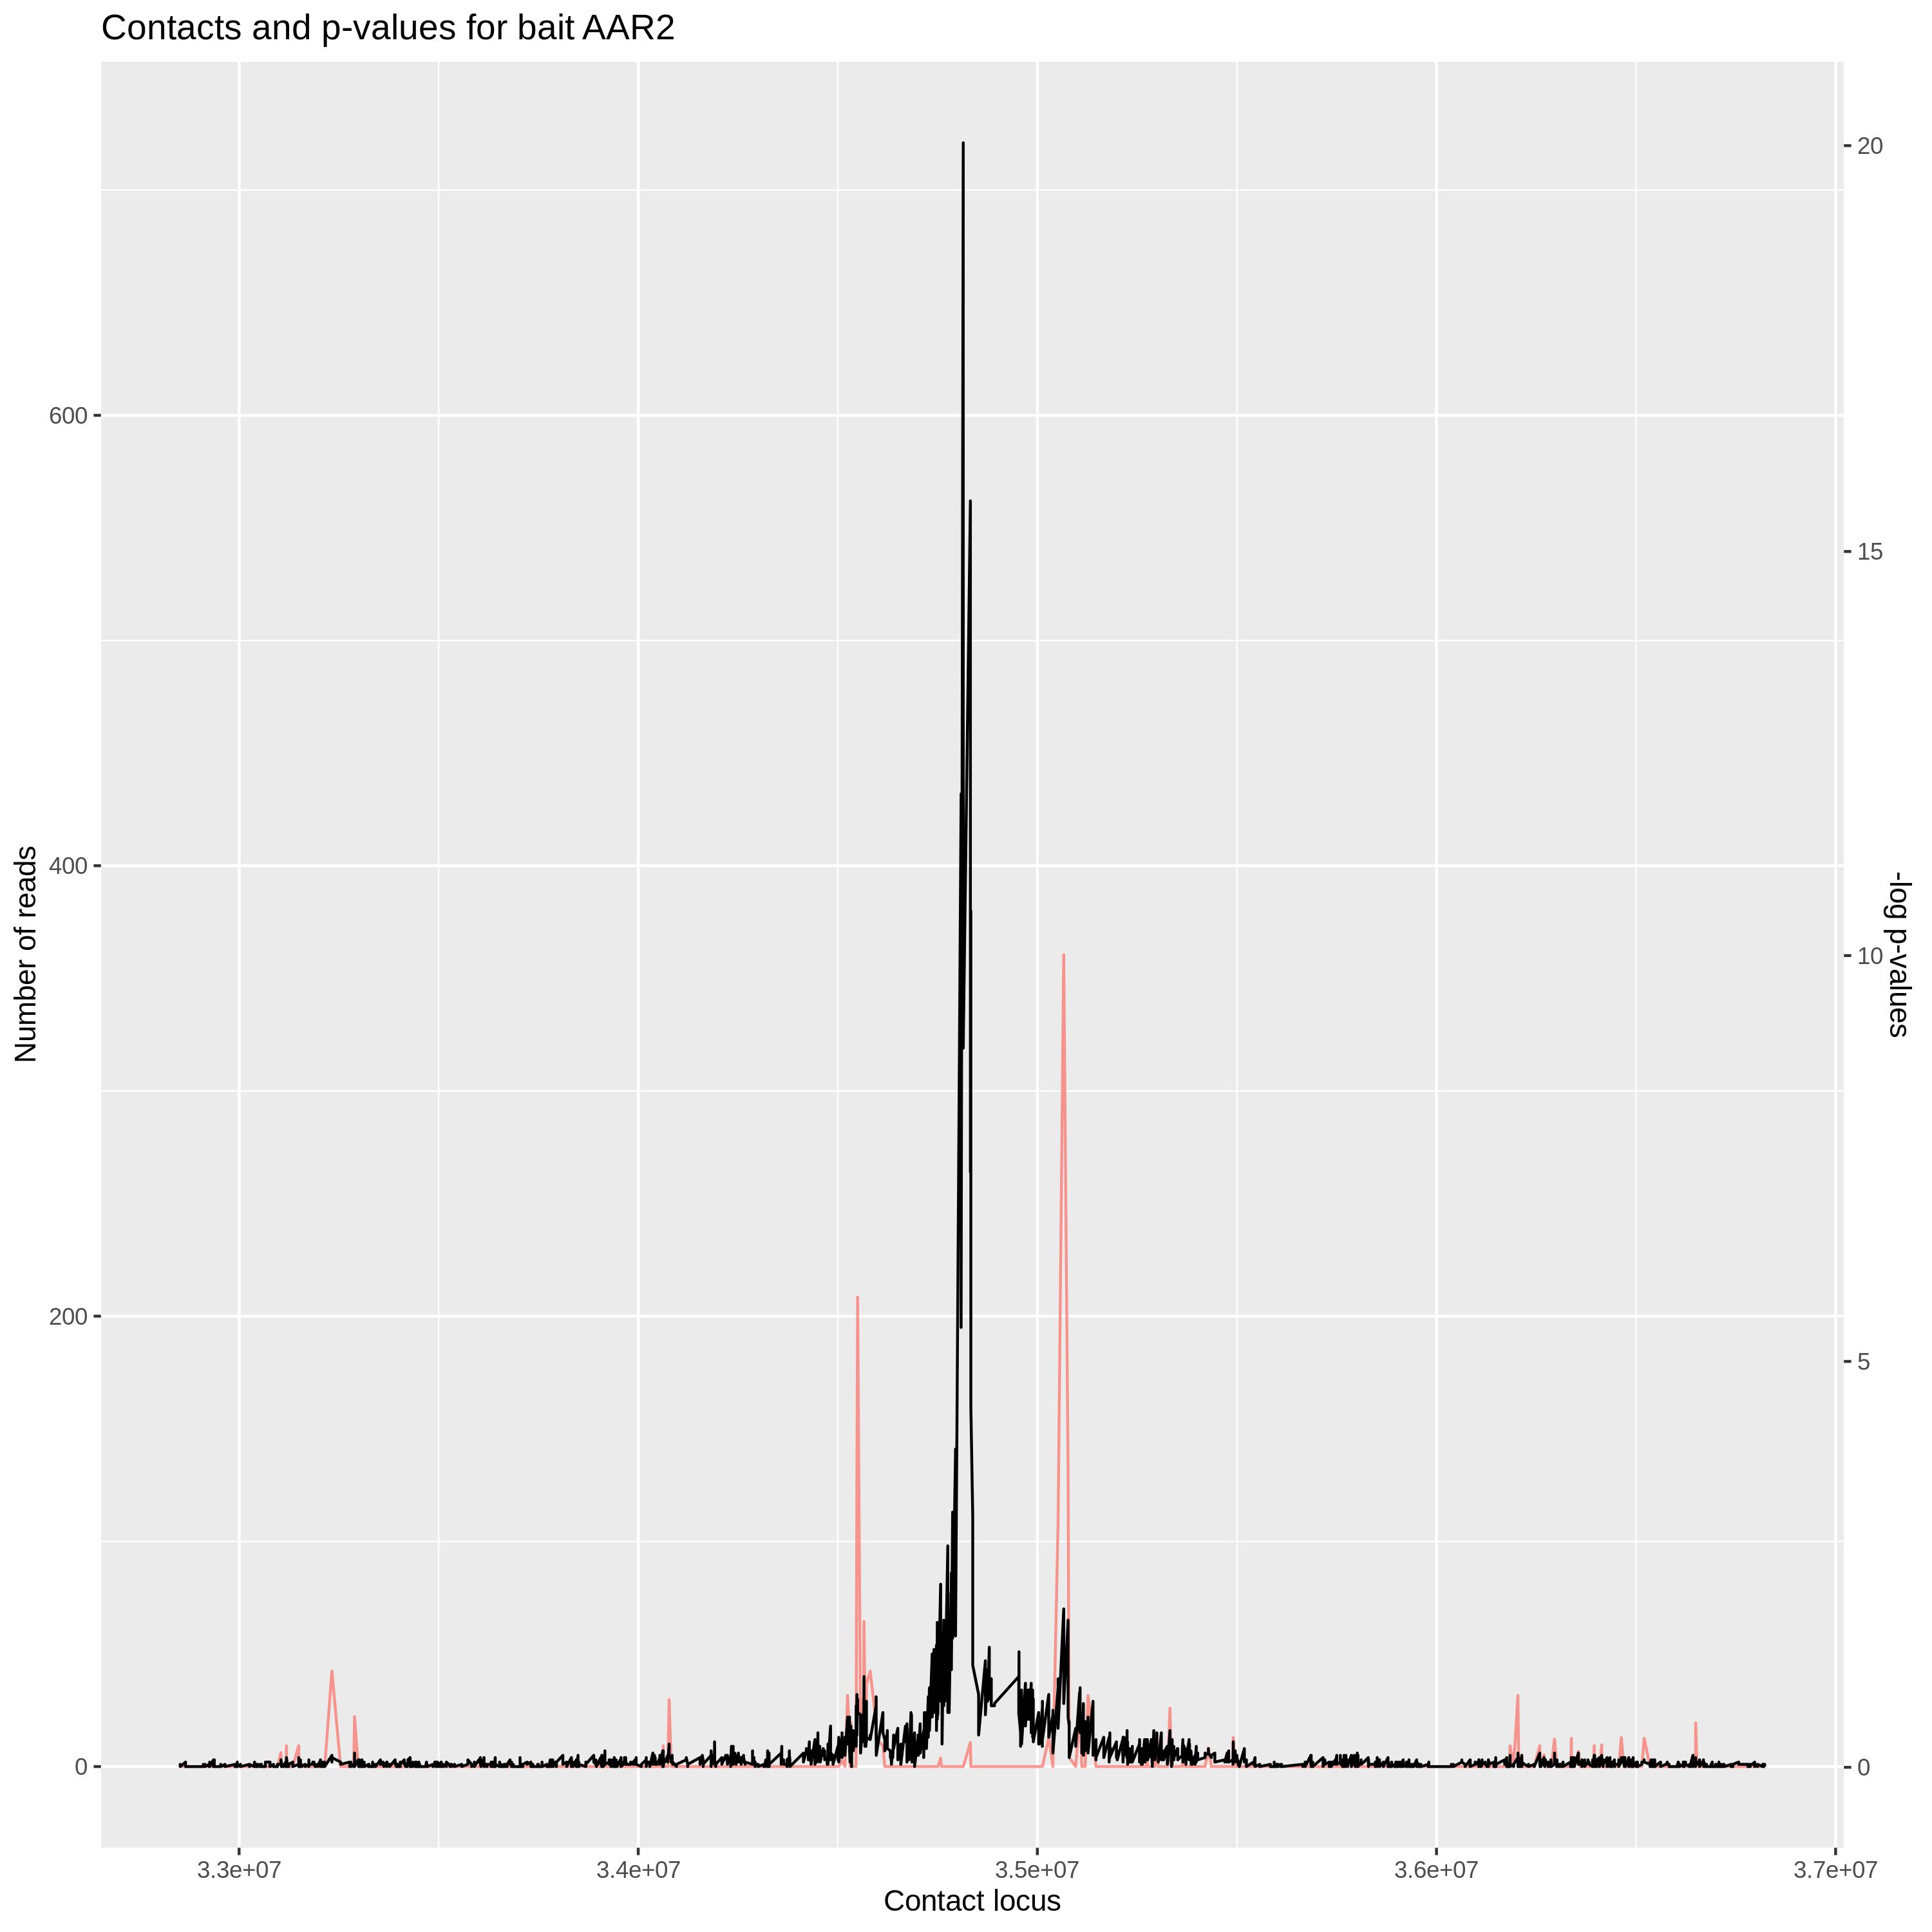 Contacts and p-values for bait AAR2
Number of reads
600
400
200
0
20
15
10
5
0
-log p-values
3.3e+07
3.4e+07
3.5e+07
3.6e+07
3.7e+07
Contact locus